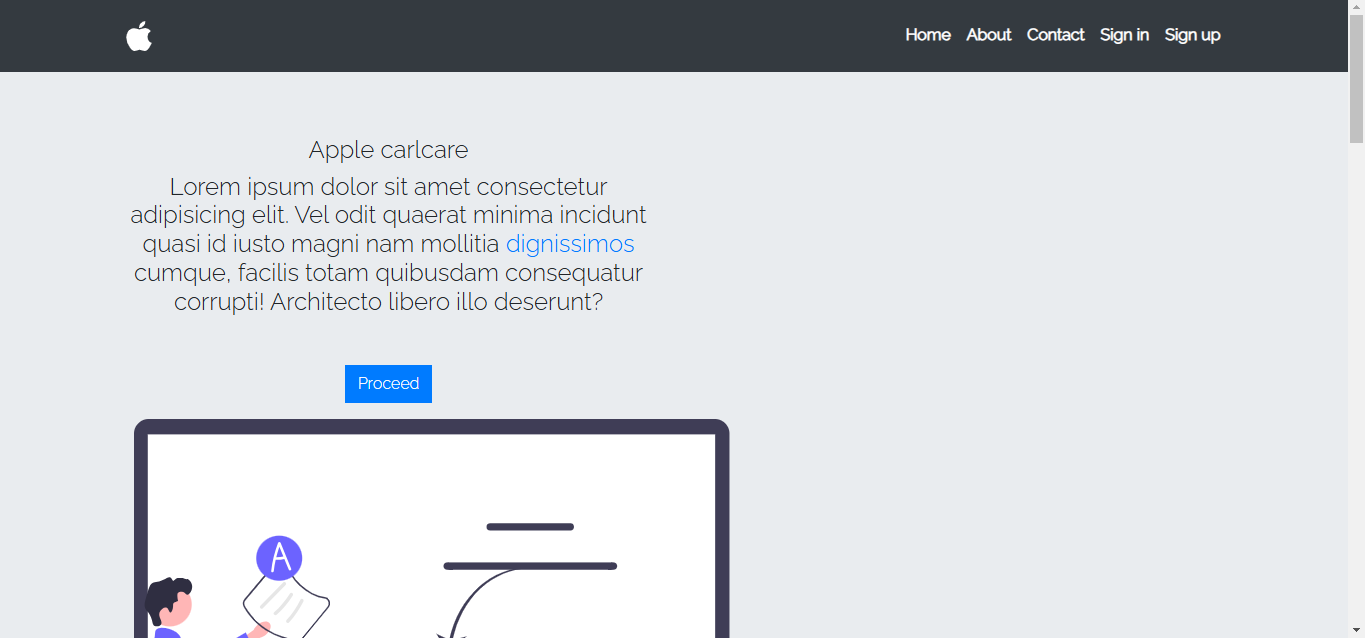 Home About Contact Sign in Sign up
Apple carlcare
Lorem ipsum dolor sit amet consectetur
adipisicing elit. Vel odit quaerat minima incidunt
quasi id iusto magni nam mollitia dignissimos
cumque, facilis totam quibusdam consequatur
corrupti! Architecto libero illo deserunt?
Proceed
A